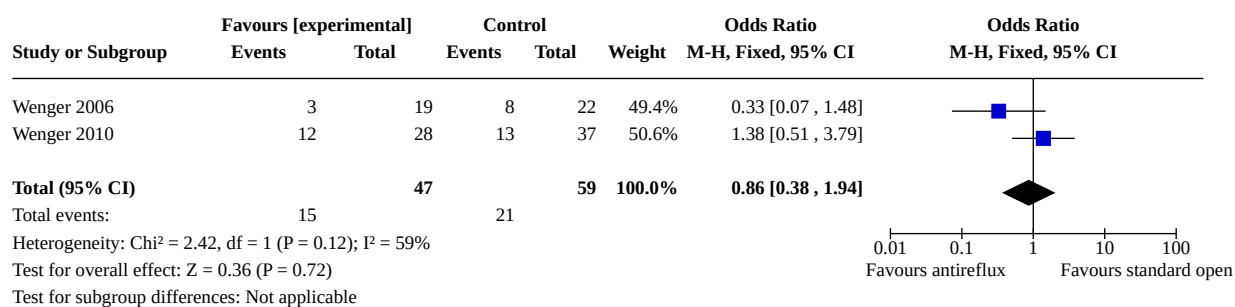 Favours [experimental] Control Odds Ratio Odds Ratio
Study or Subgroup Events Total Events Total Weight M-H, Fixed, 95% CI M-H, Fixed, 95% CI
Wenger 2006 3 19 8 22 49.4% 0.33 [0.07 , 1.48]
Wenger 2010 12 28 13 37 50.6% 1.38 [0.51 , 3.79]
Total (95% CI) 47 59 100.0% 0.86 [0.38 , 1.94]
Total events: 15 21
Heterogeneity: Chi² = 2.42, df = 1 (P = 0.12); I² = 59%
Test for overall effect: Z = 0.36 (P = 0.72)
Test for subgroup differences: Not applicable
0.01 0.1 1 10 100
Favours antireflux Favours standard open